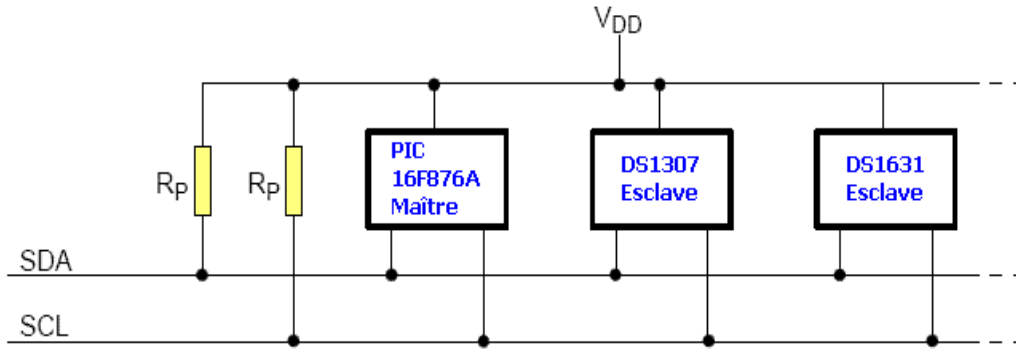 VDD
RP
RP
PIC
16F876A
Maître
DS1307
Esclave
DS1631
Esclave
SDA
SCL